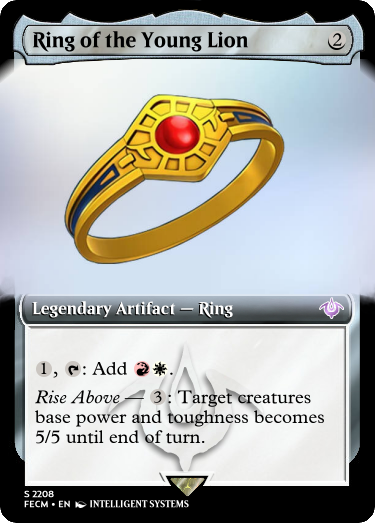 Ring of the Young Lion 2
Legendary Artifact — Ring
1, : Add .
Rise Above — 3 : Target creatures
base power and toughness becomes
5/5 until end of turn.
S 2208
FECM • EN INTELLIGENT SYSTEMS